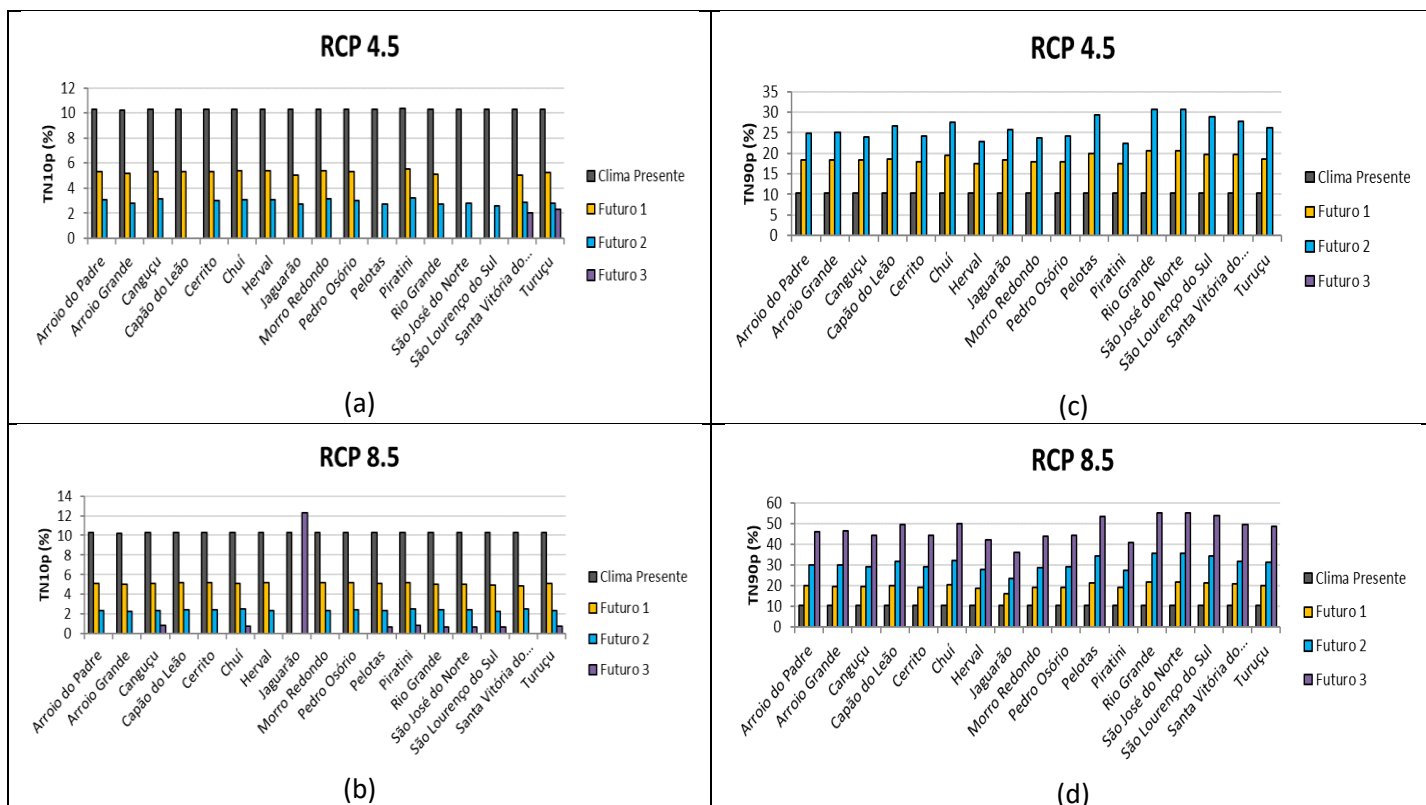 RCP 4.5
TN10p (%)
12
10
8
6
4
2
0
Arroio do Padre
Arroio Grande
Canguçu
Capão do Leão
Cerrito
Chuí
Herval
Jaguarão
Morro Redondo
Pedro Osório
Pelotas
Piratini
Rio Grande
São José do Norte
São Lourenço do Sul
Santa Vitória do...
Turuçu
Clima Presente
Futuro 1
Futuro 2
Futuro 3
(a)
RCP 4.5
TN90p (%)
35
30
25
20
15
10
5
0
Arroio do Padre
Arroio Grande
Canguçu
Capão do Leão
Cerrito
Chuí
Herval
Jaguarão
Morro Redondo
Pedro Osório
Pelotas
Piratini
Rio Grande
São José do Norte
São Lourenço do Sul
Santa Vitória do...
Turuçu
Clima Presente
Futuro 1
Futuro 2
Futuro 3
(c)
RCP 8.5
TN10p (%)
14
12
10
8
6
4
2
0
Arroio do Padre
Arroio Grande
Canguçu
Capão do Leão
Cerrito
Chuí
Herval
Jaguarão
Morro Redondo
Pedro Osório
Pelotas
Piratini
Rio Grande
São José do Norte
São Lourenço do Sul
Santa Vitória do...
Turuçu
Clima Presente
Futuro 1
Futuro 2
Futuro 3
(b)
RCP 8.5
TN90p (%)
60
50
40
30
20
10
0
Arroio do Padre
Arroio Grande
Canguçu
Capão do Leão
Cerrito
Chuí
Herval
Jaguarão
Morro Redondo
Pedro Osório
Pelotas
Piratini
Rio Grande
São José do Norte
São Lourenço do Sul
Santa Vitória do...
Turuçu
Clima Presente
Futuro 1
Futuro 2
Futuro 3
(d)